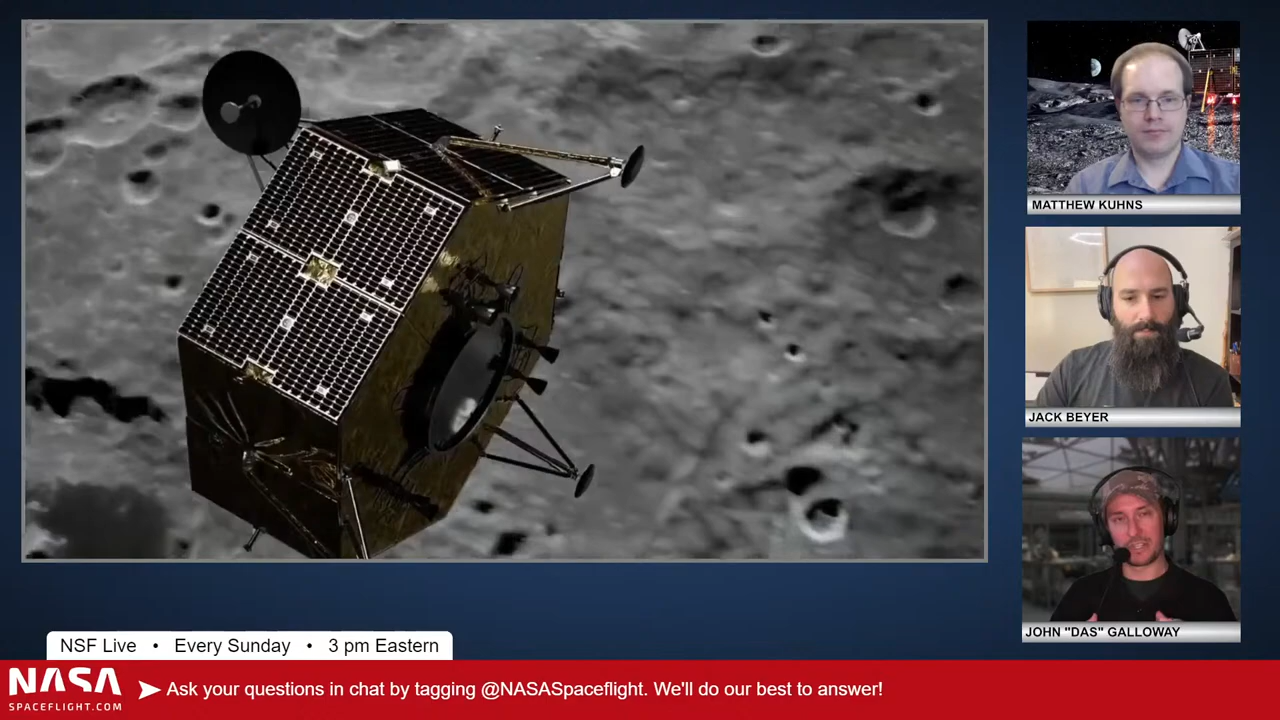 MATTHEW KUHNS
JACK BEYER
JOHN "DAS" GALLOWAY
NSF Live • Every Sunday • 3 pm Eastern
NASA
SPACEFLIGHT.COM
Ask your questions in chat by tagging @NASASpaceflight. We'll do our best to answer!